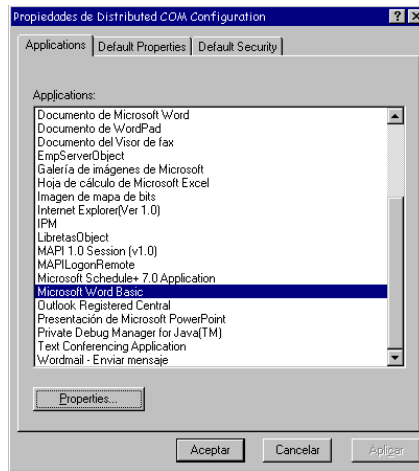 Propiedades de Distributed COM Configuration
Applications Default Properties Default Security
Applications:
Documento de Microsoft Word
Documento de WordPad
Documento del Visor de fax
EmpServerObject
Galería de imágenes de Microsoft
Hoja de cálculo de Microsoft Excel
Imagen de mapa de bits
Internet Explorer(Ver 1.0)
IPM
LibretasObject
MAPI 1.0 Session (v1.0)
MAPILogonRemote
Microsoft Schedule+ 7.0 Application
Microsoft Word Basic
Outlook Registered Central
Presentación de Microsoft PowerPoint
Private Debug Manager for Java(TM)
Text Conferencing Application
Wordmail - Enviar mensaje
Properties...
Aceptar Cancelar Aplicar